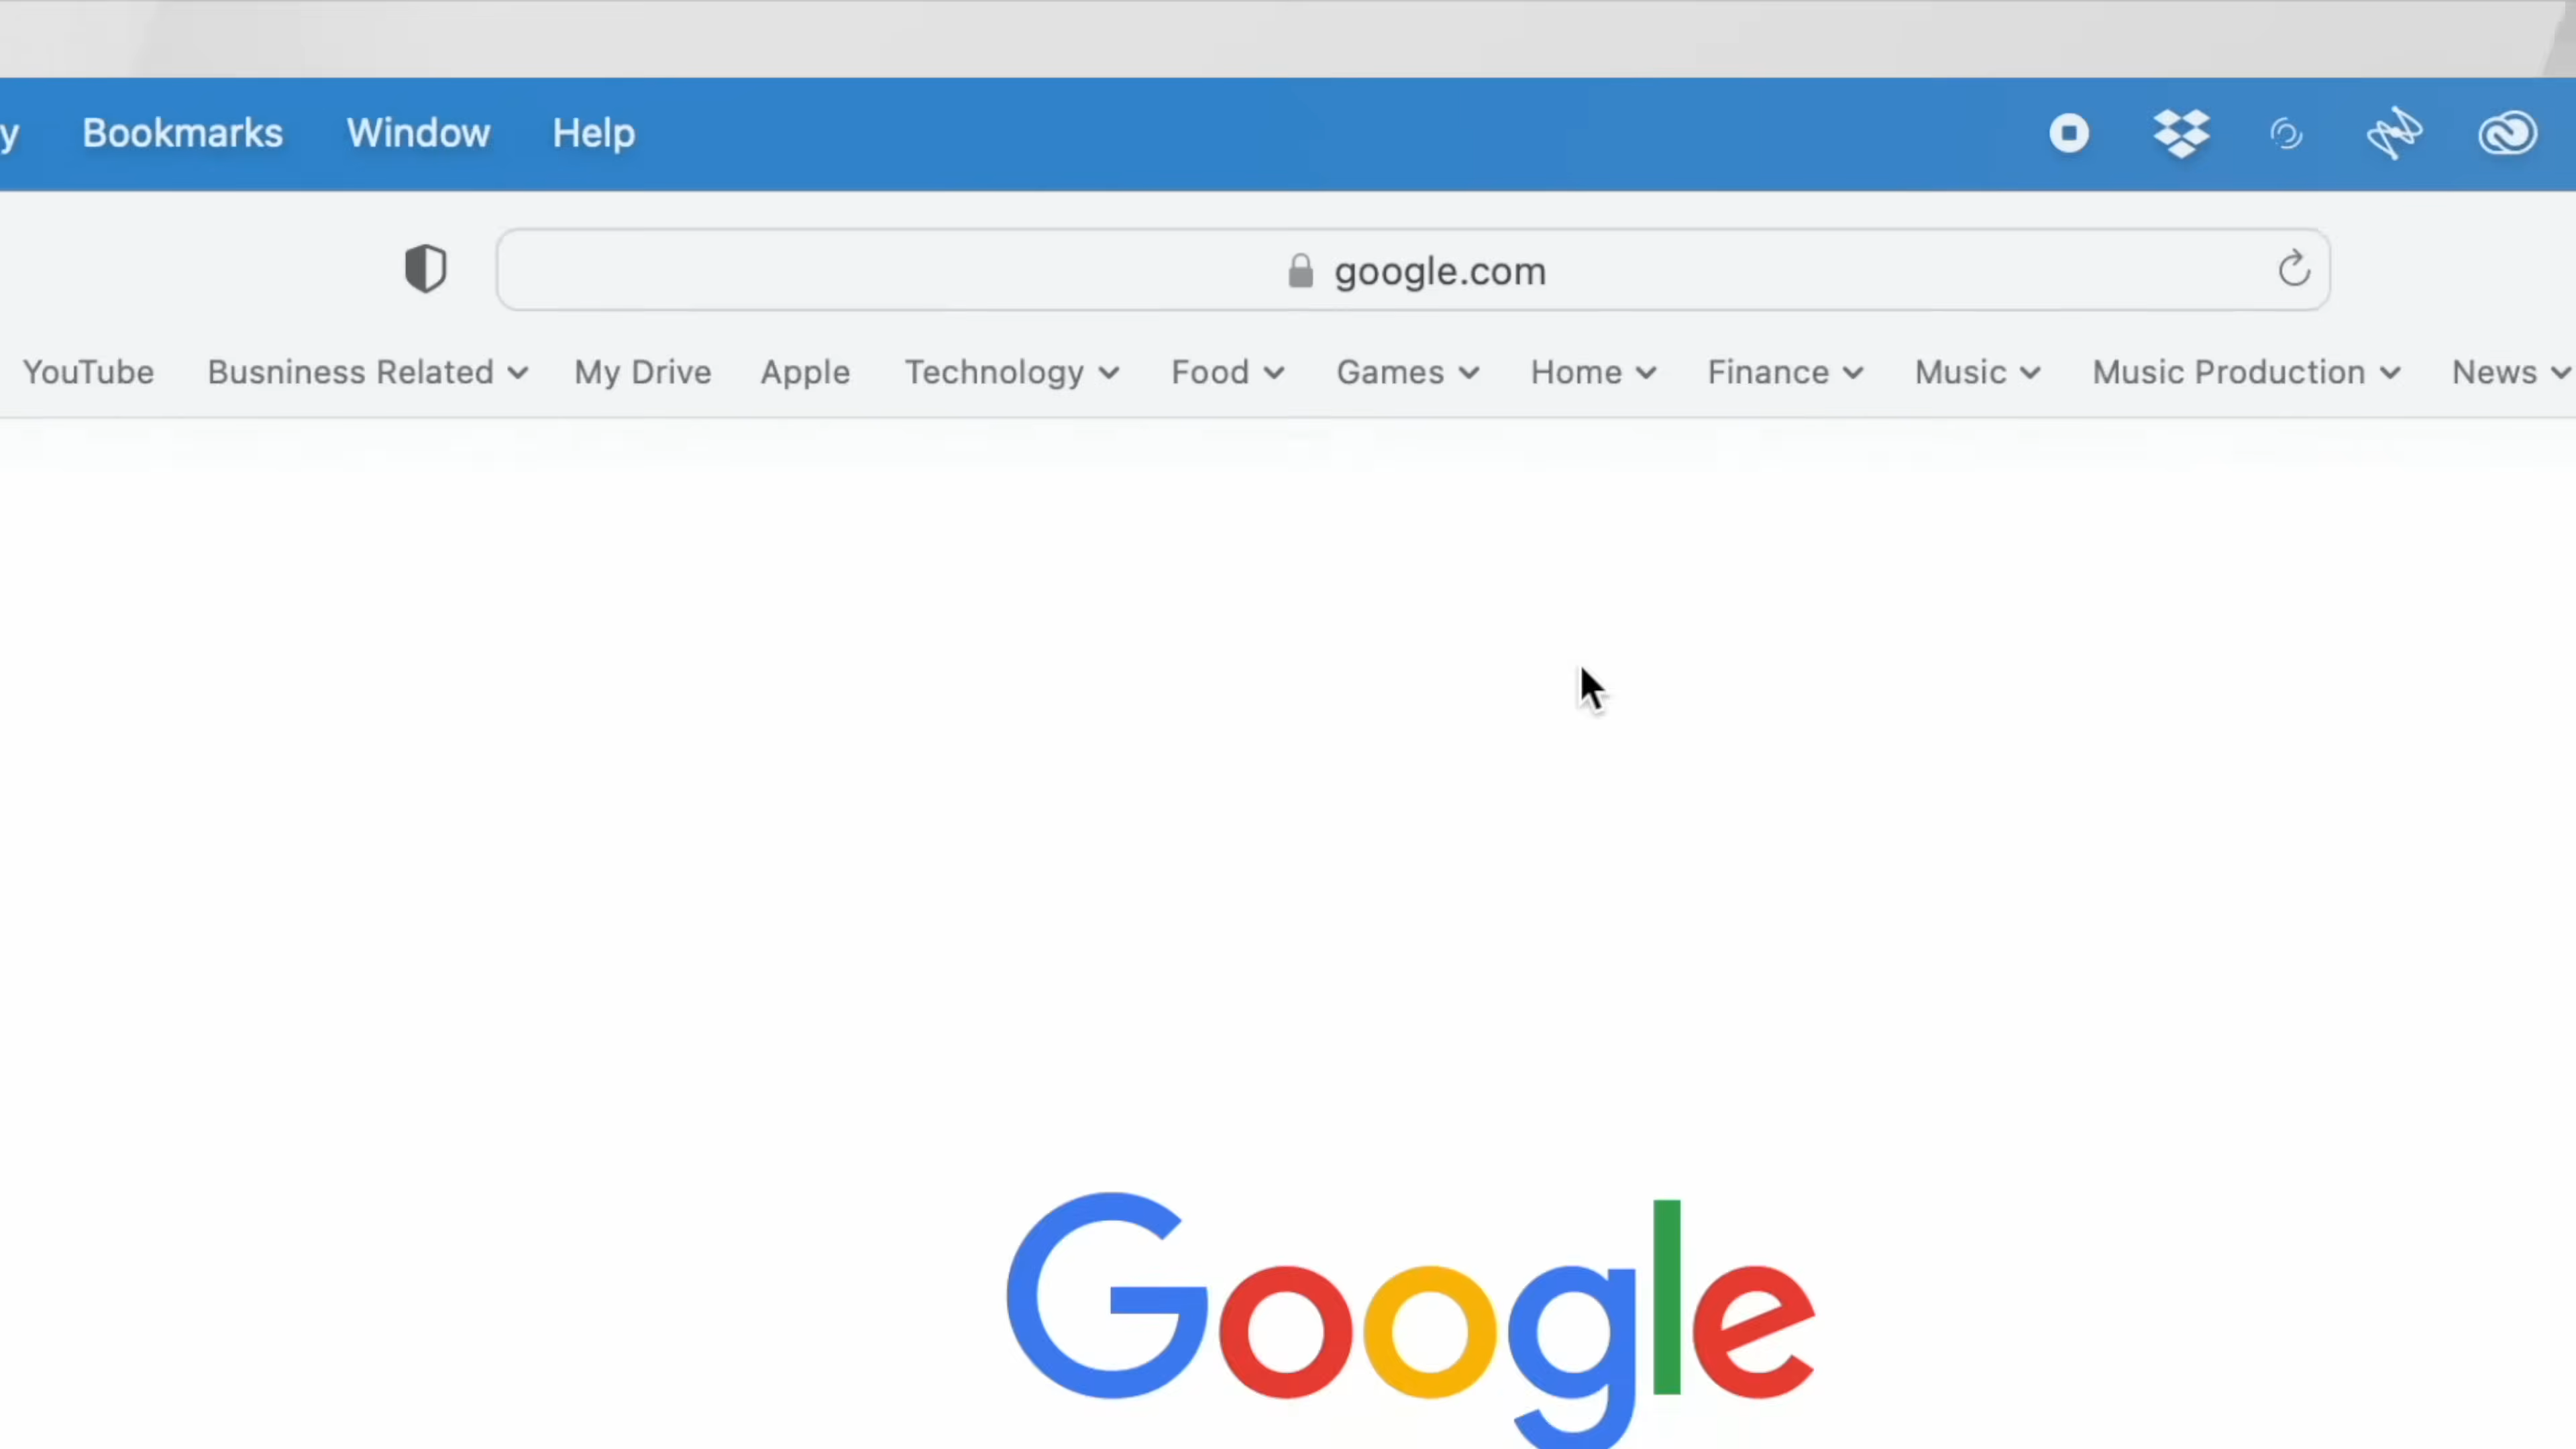 y Bookmarks Window Help
google.com
YouTube Busniness Related My Drive Apple Technology Food Games Home Finance Music Music Production News
Google